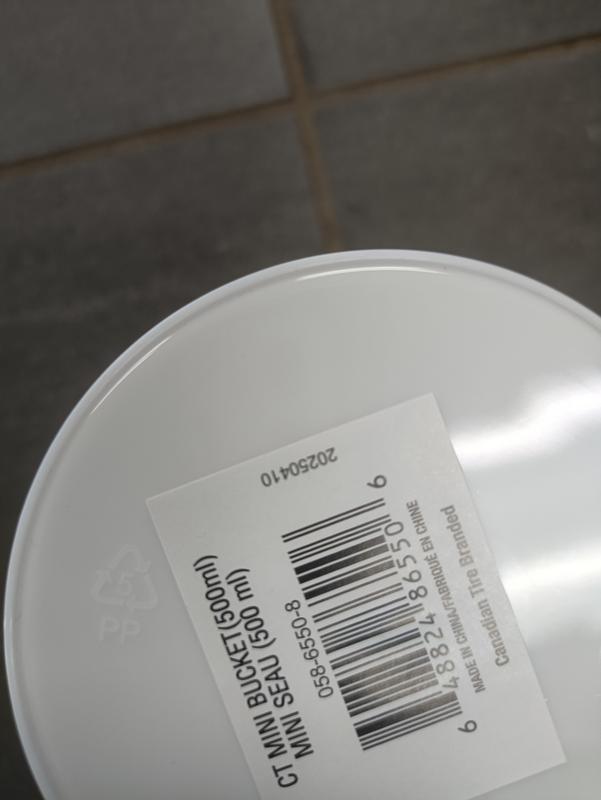 CT MINI BUCKET(500ml)
MINI SEAU (500 ml)
058-6550-8
6 48824 86550 9
MADE IN CHINA/FABRIQUÉ EN CHINE
Canadian Tire Branded
20250410
5
PP